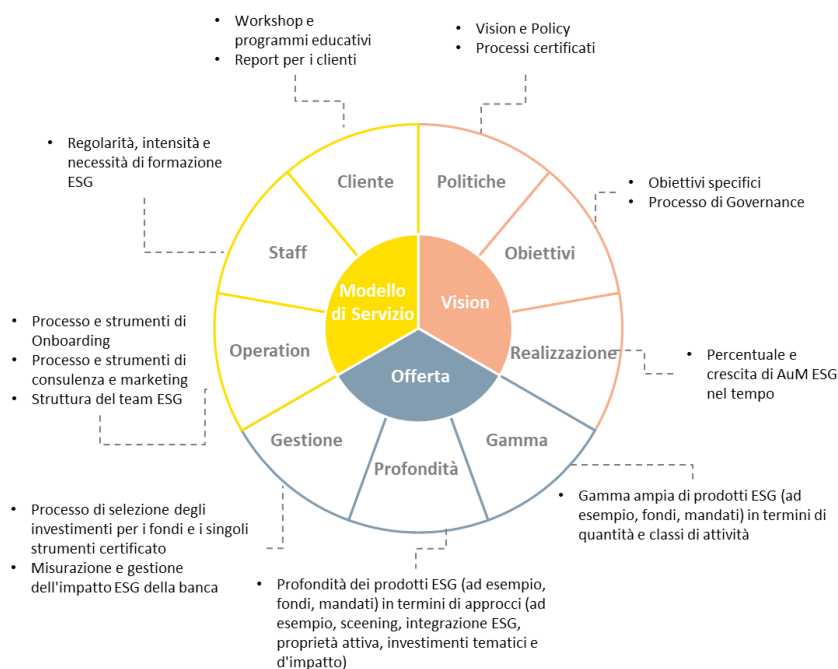 • Workshop e
programmi educativi
• Report per i clienti
• Vision e Policy
• Processi certificati
• Regolarità, intensità e
necessità di formazione
ESG
• Obiettivi specifici
• Processo di Governance
Cliente
Politiche
Staff
Obiettivi
Modello
di Servizio
Vision
Operation
Realizzazione
Offerta
Gestione
Gamma
Profondità
• Processo e strumenti di
Onboarding
• Processo e strumenti di
consulenza e marketing
• Struttura del team ESG
• Percentuale e
crescita di AuM ESG
nel tempo
• Processo di selezione degli
investimenti per i fondi e i singoli
strumenti certificato
• Misurazione e gestione
dell'impatto ESG della banca
• Gamma ampia di prodotti ESG (ad
esempio, fondi, mandati) in termini di
quantità e classi di attività
• Profondità dei prodotti ESG (ad esempio,
fondi, mandati) in termini di approcci (ad
esempio, sceening, integrazione ESG,
proprietà attiva, investimenti tematici e
d'impatto)